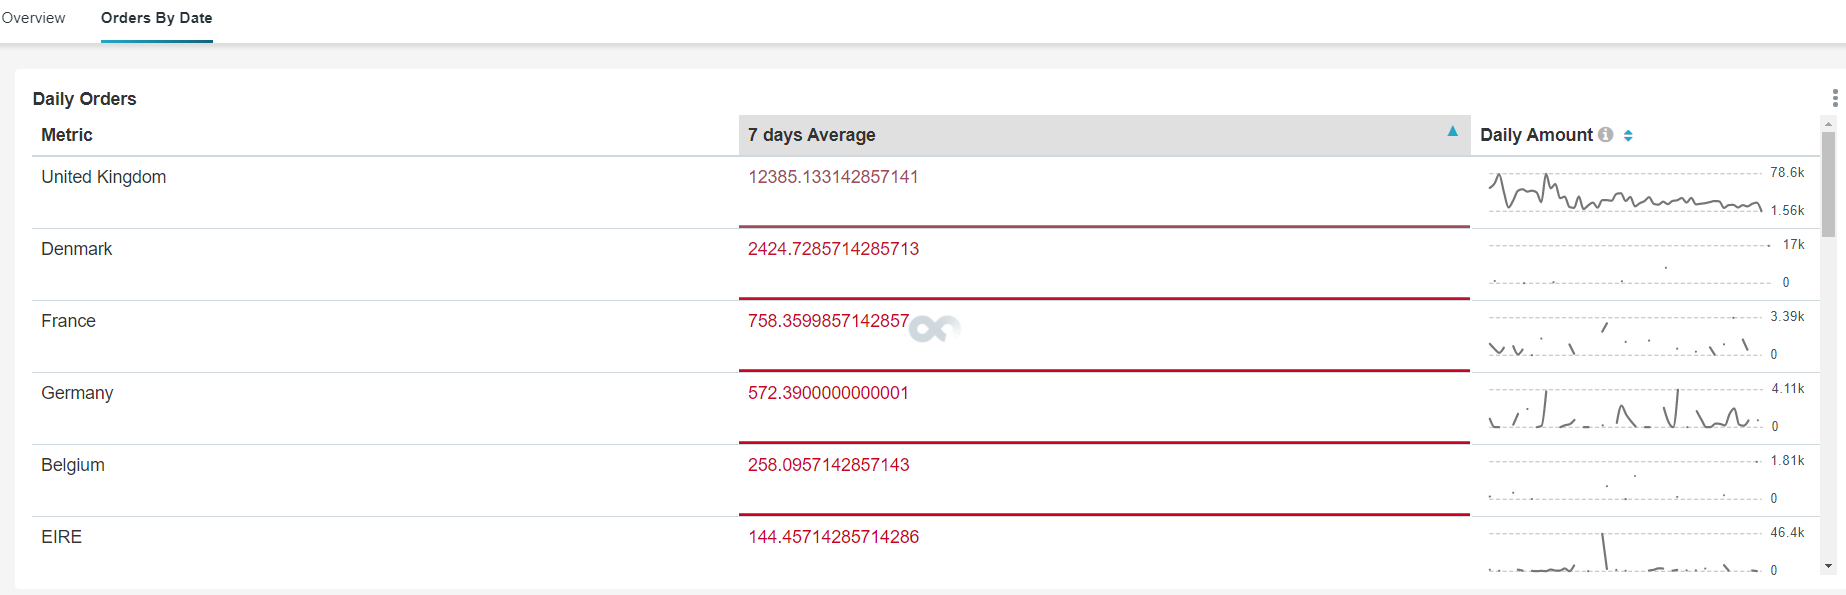 Overview Orders By Date
Daily Orders
Metric 7 days Average Daily Amount
United Kingdom 12385.133142857141 78.6k
1.56k
Denmark 2424.7285714285713 17k
0
France 758.3599857142857 3.39k
0
Germany 572.3900000000001 4.11k
0
Belgium 258.0957142857143 1.81k
0
EIRE 144.45714285714286 46.4k
0